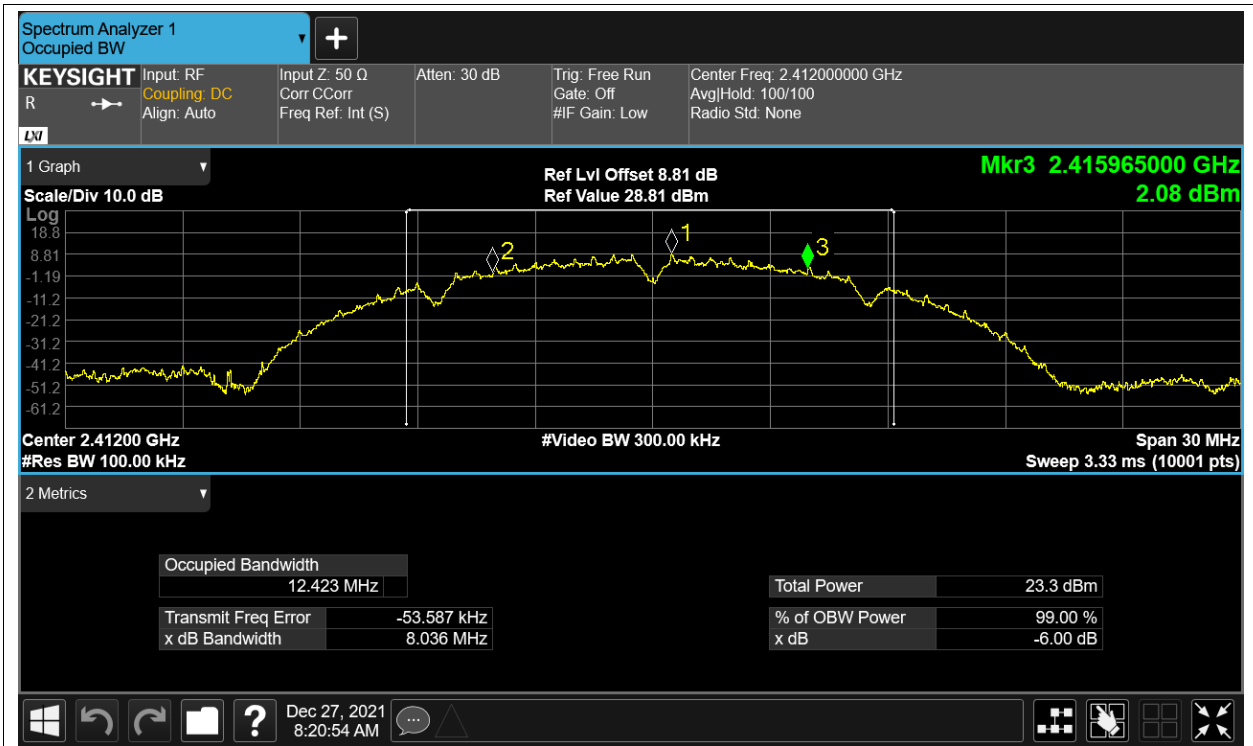 Spectrum Analyzer 1
Occupied BW
KEYSIGHT
R
LXI
Input: RF
Coupling: DC
Align: Auto
Input Z: 50 Ω
Corr CCorr
Freq Ref: Int (S)
Atten: 30 dB
Trig: Free Run
Gate: Off
#IF Gain: Low
Center Freq: 2.412000000 GHz
Avg|Hold: 100/100
Radio Std: None
1 Graph
Scale/Div 10.0 dB
Ref Lvl Offset 8.81 dB
Ref Value 28.81 dBm
Mkr3 2.415965000 GHz
2.08 dBm
Log
18.8
8.81
-1.19
-11.2
-21.2
-31.2
-41.2
-51.2
-61.2
2
1
3
Center 2.41200 GHz
#Res BW 100.00 kHz
#Video BW 300.00 kHz
Span 30 MHz
Sweep 3.33 ms (10001 pts)
2 Metrics
Occupied Bandwidth
12.423 MHz
Transmit Freq Error -53.587 kHz
x dB Bandwidth 8.036 MHz
Total Power 23.3 dBm
% of OBW Power 99.00 %
x dB -6.00 dB
?
Dec 27, 2021
8:20:54 AM